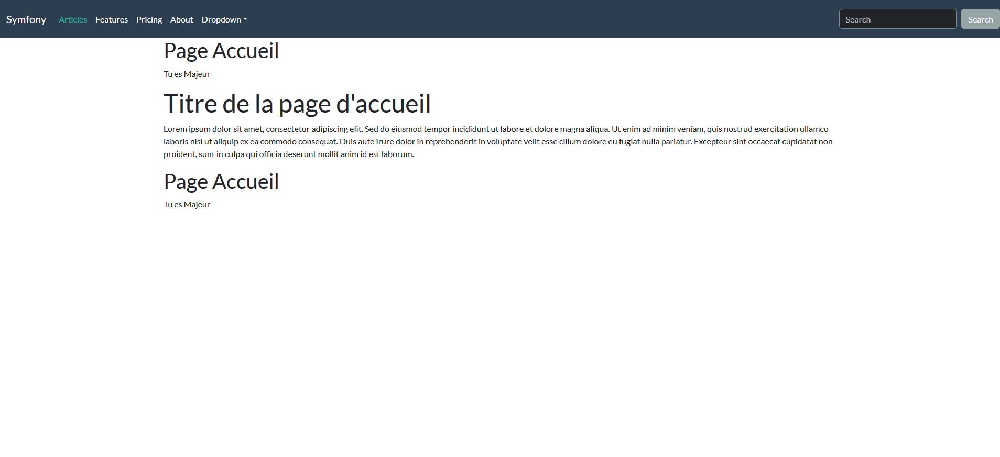 Symfony Articles Features Pricing About Dropdown Search Search
Page Accueil
Tu es Majeur
Titre de la page d'accueil
Lorem ipsum dolor sit amet, consectetur adipiscing elit. Sed do eiusmod tempor incididunt ut labore et dolore magna aliqua. Ut enim ad minim veniam, quis nostrud exercitation ullamco
laboris nisi ut aliquip ex ea commodo consequat. Duis aute irure dolor in reprehenderit in voluptate velit esse cillum dolore eu fugiat nulla pariatur. Excepteur sint occaecat cupidatat non
proident, sunt in culpa qui officia deserunt mollit anim id est laborum.
Page Accueil
Tu es Majeur